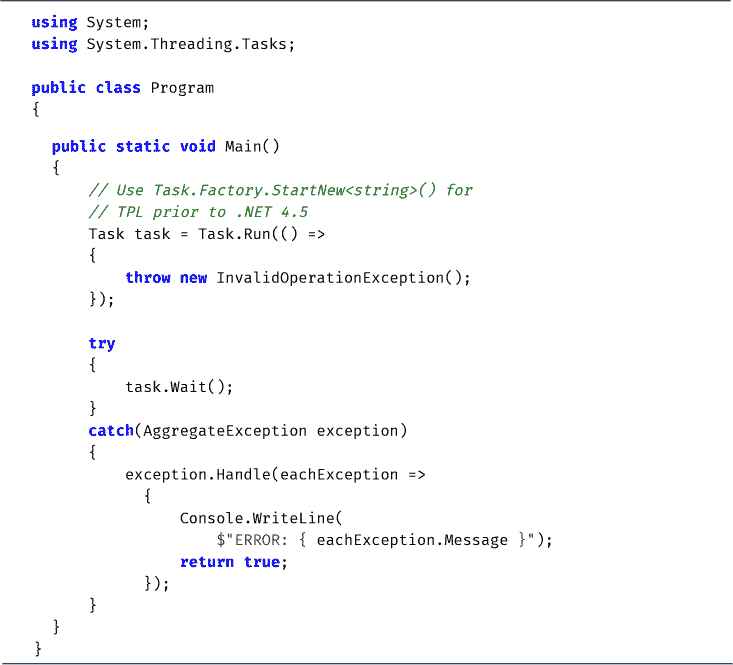 using System;
using System.Threading.Tasks;

public class Program
{
  public static void Main()
  {
      // Use Task.Factory.StartNew<string>() for
      // TPL prior to .NET 4.5
      Task task = Task.Run(() =>
      {
          throw new InvalidOperationException();
      });

      try
      {
          task.Wait();
      }
      catch(AggregateException exception)
      {
          exception.Handle(eachException =>
            {
                Console.WriteLine(
                    $"ERROR: { eachException.Message }");
                return true;
            });
      }
  }
}